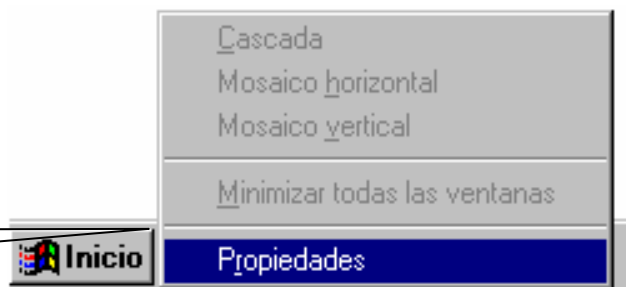 Cascada
Mosaico horizontal
Mosaico vertical
Minimizar todas las ventanas
Inicio
Propiedades